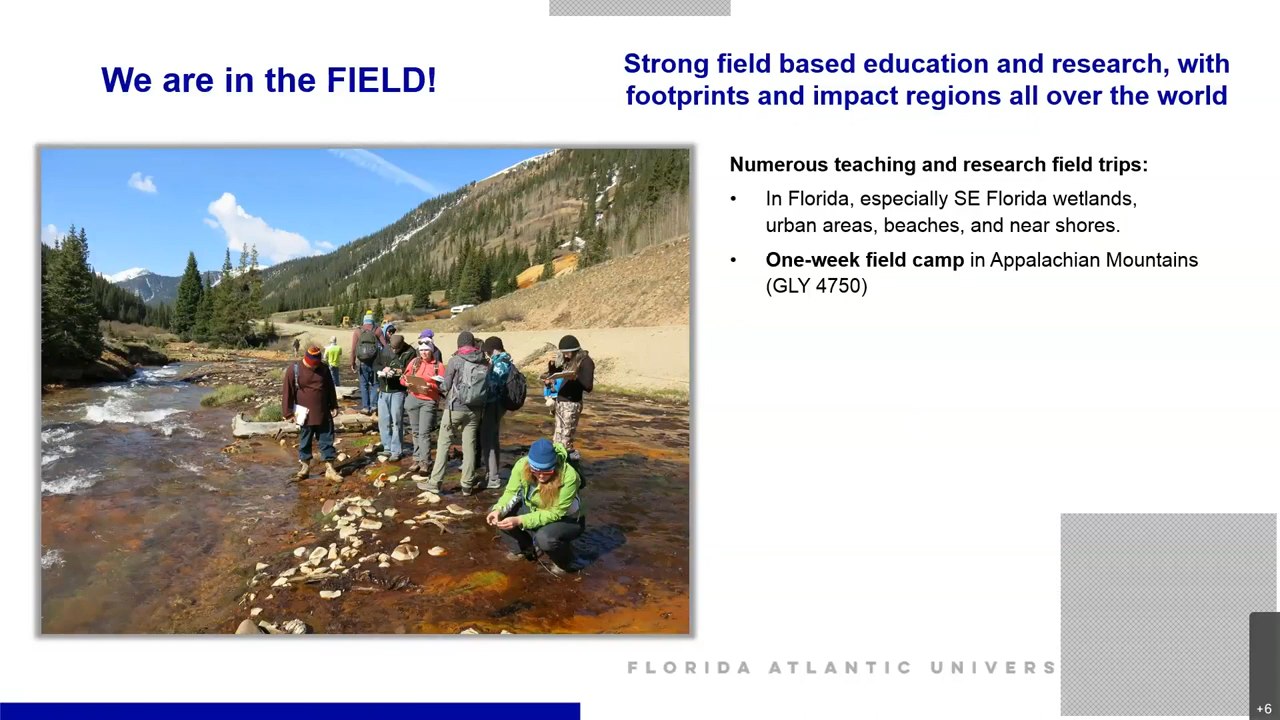 We are in the FIELD!
Strong field based education and research, with
footprints and impact regions all over the world
Numerous teaching and research field trips:
• In Florida, especially SE Florida wetlands,
urban areas, beaches, and near shores.
• One-week field camp in Appalachian Mountains
(GLY 4750)
FLORIDA ATLANTIC UNIVERS
+6